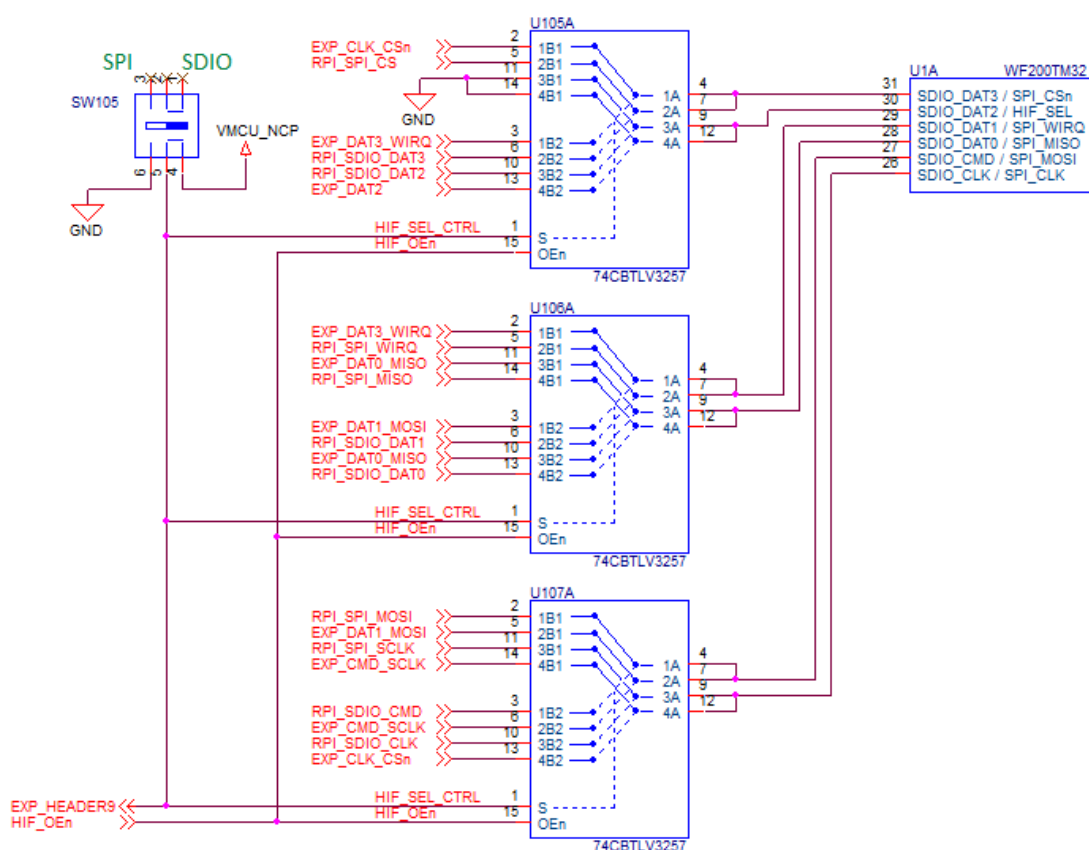 SPI SDIO
3 2 1
SW105
VMCU_NCP
6 5 4
GND
U105A
EXP_CLK_CSn 2 1B1
RPI_SPI_CS 5 2B1
11 3B1
14 4B1
GND
1A 4
2A 7
3A 9
4A 12
EXP_DAT3_WIRQ 3 1B2
RPI_SDIO_DAT3 6 2B2
RPI_SDIO_DAT2 10 3B2
EXP_DAT2 13 4B2
HIF_SEL_CTRL 1 S
HIF_OEn 15 OEn
74CBTLV3257
U1A WF200TM32
31 SDIO_DAT3 / SPI_CSn
30 SDIO_DAT2 / HIF_SEL
29 SDIO_DAT1 / SPI_WIRQ
28 SDIO_DAT0 / SPI_MISO
27 SDIO_CMD / SPI_MOSI
26 SDIO_CLK / SPI_CLK
U106A
EXP_DAT3_WIRQ 2 1B1
RPI_SPI_WIRQ 5 2B1
EXP_DAT0_MISO 11 3B1
RPI_SPI_MISO 14 4B1
1A 4
2A 7
3A 9
4A 12
EXP_DAT1_MOSI 3 1B2
RPI_SDIO_DAT1 6 2B2
EXP_DAT0_MISO 10 3B2
RPI_SDIO_DAT0 13 4B2
HIF_SEL_CTRL 1 S
HIF_OEn 15 OEn
74CBTLV3257
U107A
RPI_SPI_MOSI 2 1B1
EXP_DAT1_MOSI 5 2B1
RPI_SPI_SCLK 11 3B1
EXP_CMD_SCLK 14 4B1
1A 4
2A 7
3A 9
4A 12
RPI_SDIO_CMD 3 1B2
EXP_CMD_SCLK 6 2B2
RPI_SDIO_CLK 10 3B2
EXP_CLK_CSn 13 4B2
EXP_HEADER9 HIF_SEL_CTRL 1 S
HIF_OEn HIF_OEn 15 OEn
74CBTLV3257